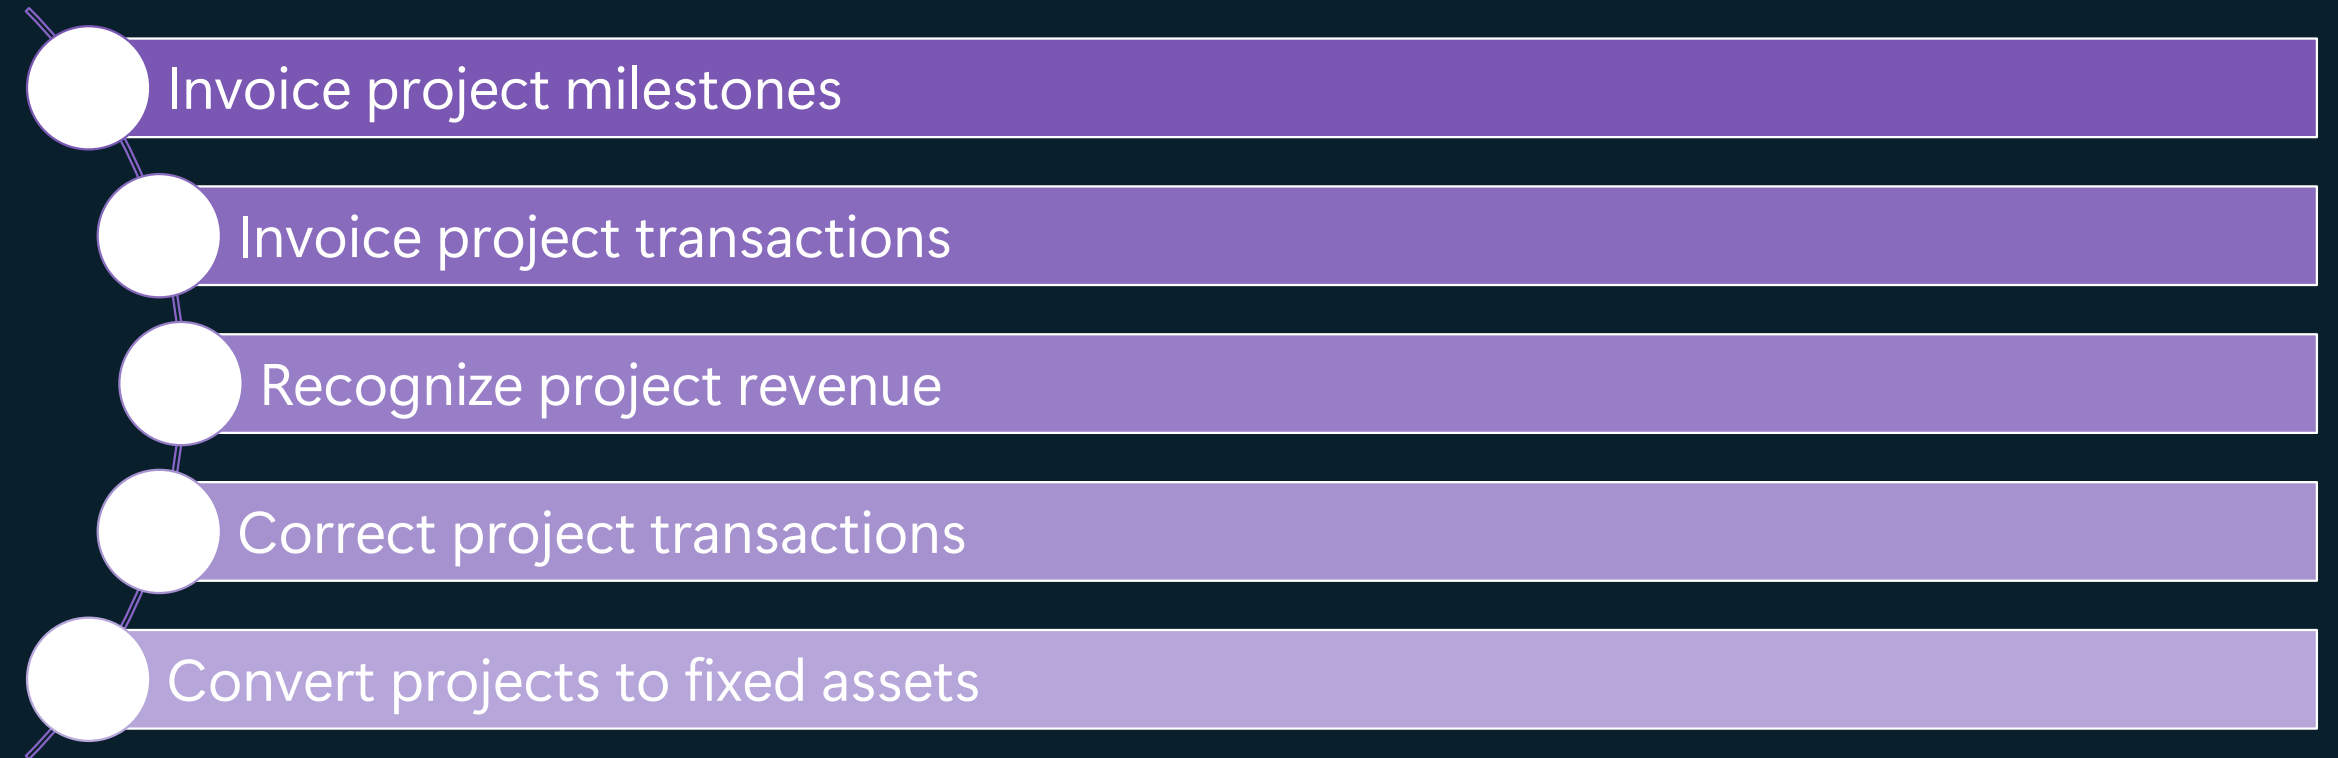 Invoice project milestones
Invoice project transactions
Recognize project revenue
Correct project transactions
Convert projects to fixed assets